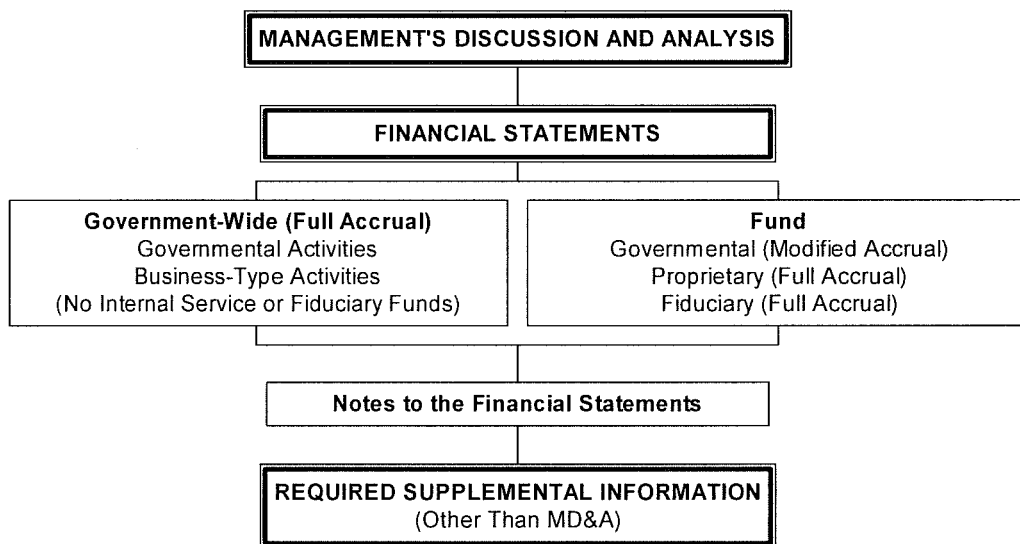 MANAGEMENT'S DISCUSSION AND ANALYSIS
FINANCIAL STATEMENTS
Government-Wide (Full Accrual)
Governmental Activities
Business-Type Activities
(No Internal Service or Fiduciary Funds)
Fund
Governmental (Modified Accrual)
Proprietary (Full Accrual)
Fiduciary (Full Accrual)
Notes to the Financial Statements
REQUIRED SUPPLEMENTAL INFORMATION
(Other Than MD&A)